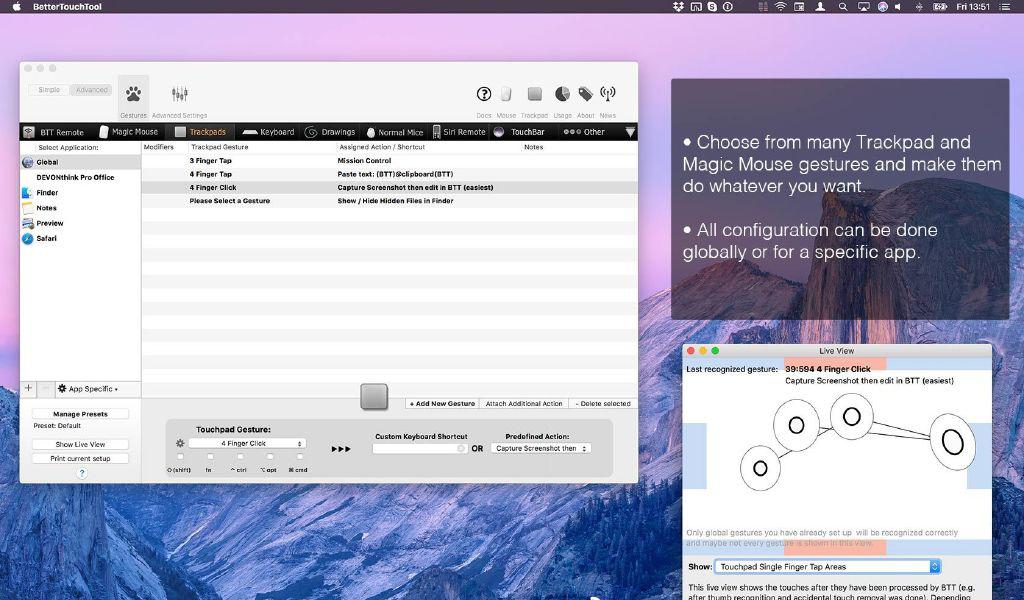 BetterTouchTool
Fri 13:51
Simple Advanced
Gestures Advanced Settings
Docs Mouse Trackpad Usage About News
BTT Remote Magic Mouse Trackpads Keyboard Drawings Normal Mice Siri Remote TouchBar Other
Select Application: Modifiers Trackpad Gesture Assigned Action / Shortcut Notes
Global
DEVONthink Pro Office
Finder
Notes
Preview
Safari
3 Finger Tap Mission Control
4 Finger Tap Paste text: (BTT)@clipboard(BTT)
4 Finger Click Capture Screenshot then edit in BTT (easiest)
Please Select a Gesture Show / Hide Hidden Files in Finder
+ − App Specific
+ Add New Gesture Attach Additional Action - Delete selected
Manage Presets
Preset: Default
Show Live View
Print current setup
?
Touchpad Gesture:
4 Finger Click
(shift) fn ctrl opt cmd
Custom Keyboard Shortcut
OR
Predefined Action:
Capture Screenshot then
• Choose from many Trackpad and
Magic Mouse gestures and make them
do whatever you want.
• All configuration can be done
globally or for a specific app.
Live View
Last recognized gesture: 39:594 4 Finger Click
Capture Screenshot then edit in BTT (easiest)
Only global gestures you have already set up will be recognized correctly
and maybe not every gesture is shown in this view.
Show: Touchpad Single Finger Tap Areas
This live view shows the touches after they have been processed by BTT (e.g.
after thumb recognition and accidental touch removal was done). Depending